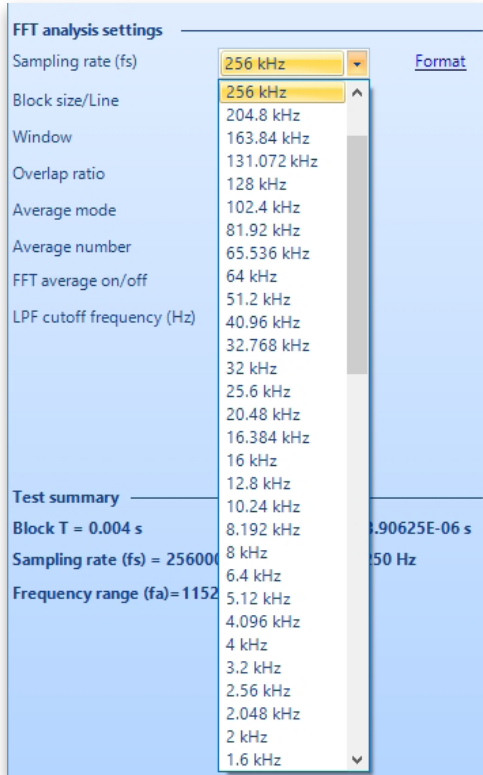 FFT analysis settings
Sampling rate (fs) 256 kHz Format
Block size/Line
Window
Overlap ratio
Average mode
Average number
FFT average on/off
LPF cutoff frequency (Hz)
256 kHz
204.8 kHz
163.84 kHz
131.072 kHz
128 kHz
102.4 kHz
81.92 kHz
65.536 kHz
64 kHz
51.2 kHz
40.96 kHz
32.768 kHz
32 kHz
25.6 kHz
20.48 kHz
16.384 kHz
16 kHz
12.8 kHz
10.24 kHz
8.192 kHz
8 kHz
6.4 kHz
5.12 kHz
4.096 kHz
4 kHz
3.2 kHz
2.56 kHz
2.048 kHz
2 kHz
1.6 kHz
Test summary
Block T = 0.004 s .90625E-06 s
Sampling rate (fs) = 25600 250 Hz
Frequency range (fa)=1152